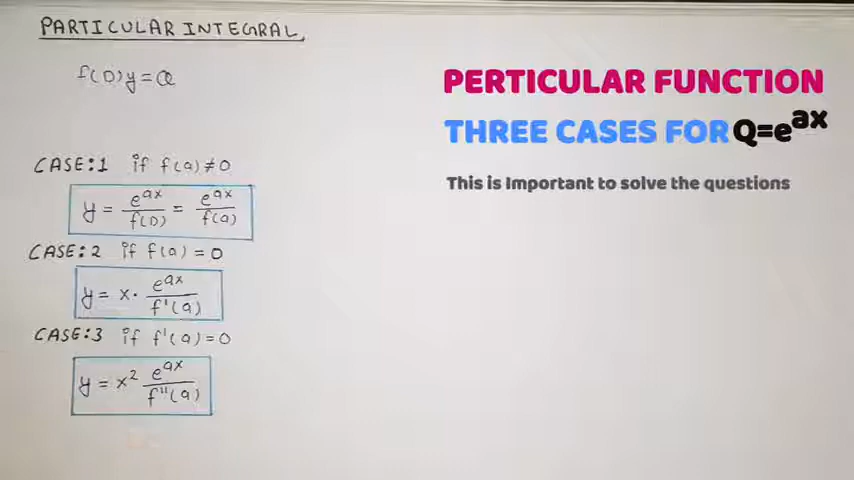 PARTICULAR INTEGRAL
f(D)y=Q
PERTICULAR FUNCTION
THREE CASES FOR Q=e^ax
This is Important to solve the questions
CASE:1 if f(a)≠0
y = e^ax/f(D) = e^ax/f(a)
CASE:2 if f(a)=0
y = x· e^ax/f'(a)
CASE:3 if f'(a)=0
y = x² e^ax/f''(a)